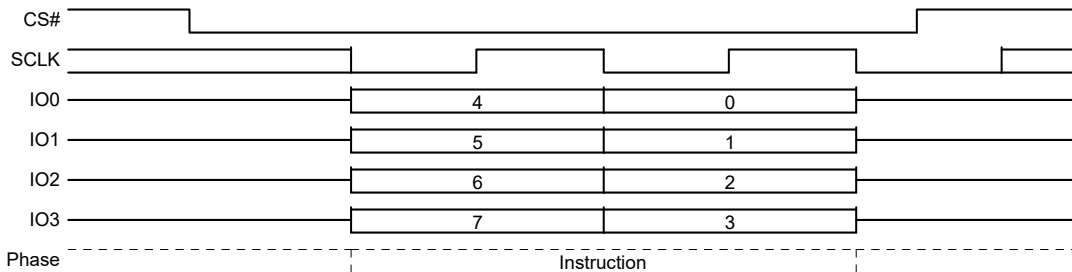 CS#
SCLK
IO0 4 0
IO1 5 1
IO2 6 2
IO3 7 3
Phase Instruction